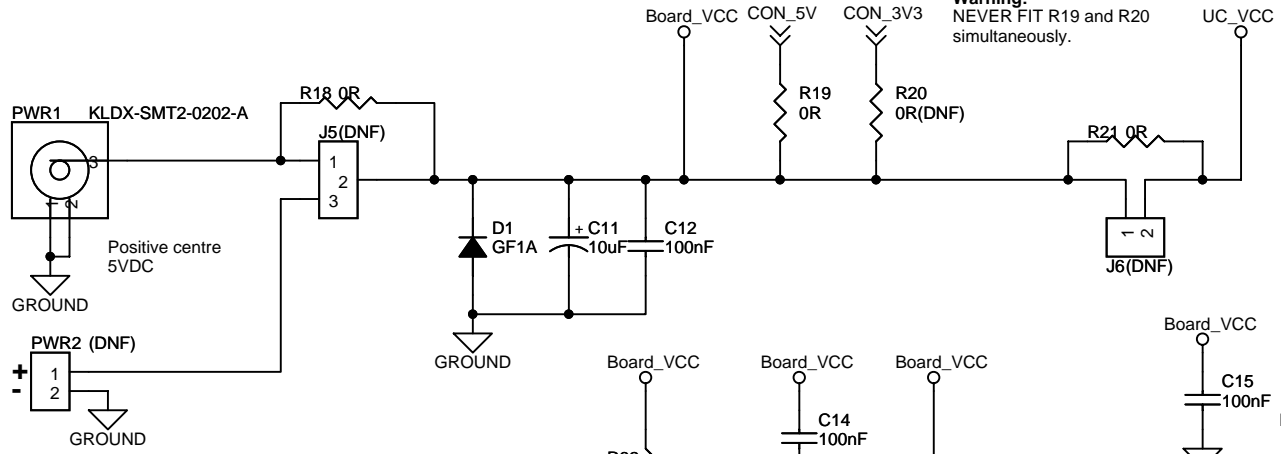 Warning:
NEVER FIT R19 and R20
simultaneously.
Board_VCC
CON_5V
CON_3V3
UC_VCC
R18 0R
PWR1 KLDX-SMT2-0202-A
J5(DNF)
R19
0R
R20
0R(DNF)
R21 0R
3
1
2
1
2
3
Positive centre
5VDC
D1
GF1A
+ C11
10uF
C12
100nF
1
2
J6(DNF)
GROUND
GROUND
PWR2 (DNF)
+ 1
- 2
GROUND
Board_VCC
Board_VCC
Board_VCC
Board_VCC
C14
100nF
C15
100nF